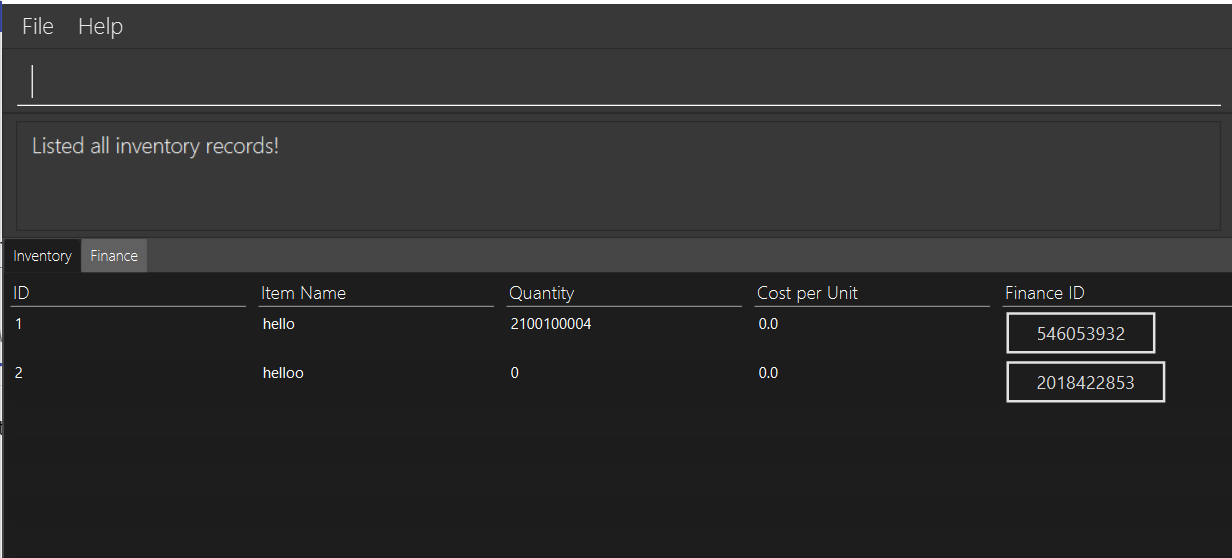 File Help
Listed all inventory records!
Inventory Finance
ID Item Name Quantity Cost per Unit Finance ID
1 hello 2100100004 0.0 546053932
2 helloo 0 0.0 2018422853